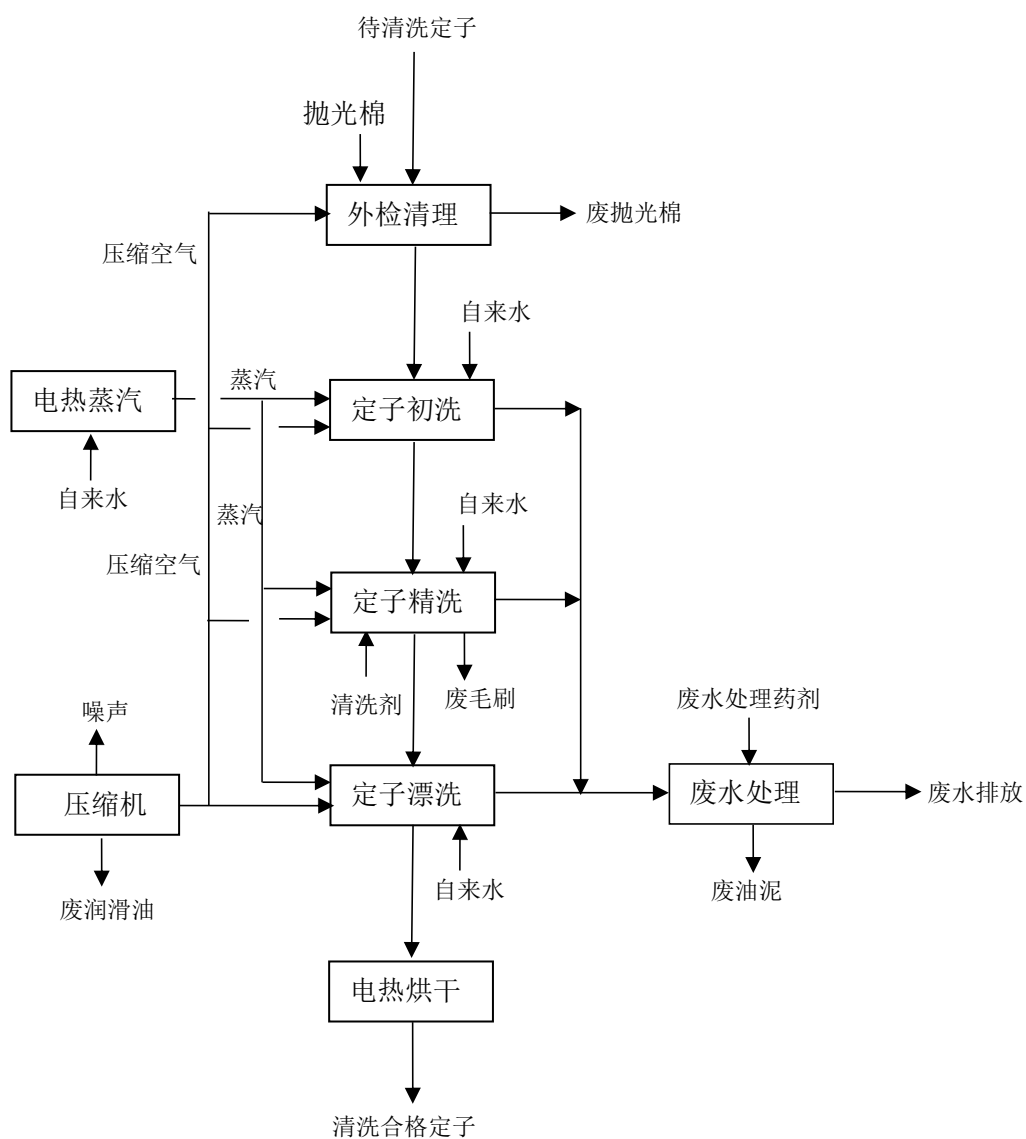 待清洗定子
抛光棉
外检清理
废抛光棉
压缩空气
自来水
蒸汽
电热蒸汽
定子初洗
自来水
自来水
蒸汽
压缩空气
定子精洗
清洗剂
废毛刷
废水处理药剂
噪声
压缩机
定子漂洗
废水处理
废水排放
自来水
废油泥
废润滑油
电热烘干
清洗合格定子